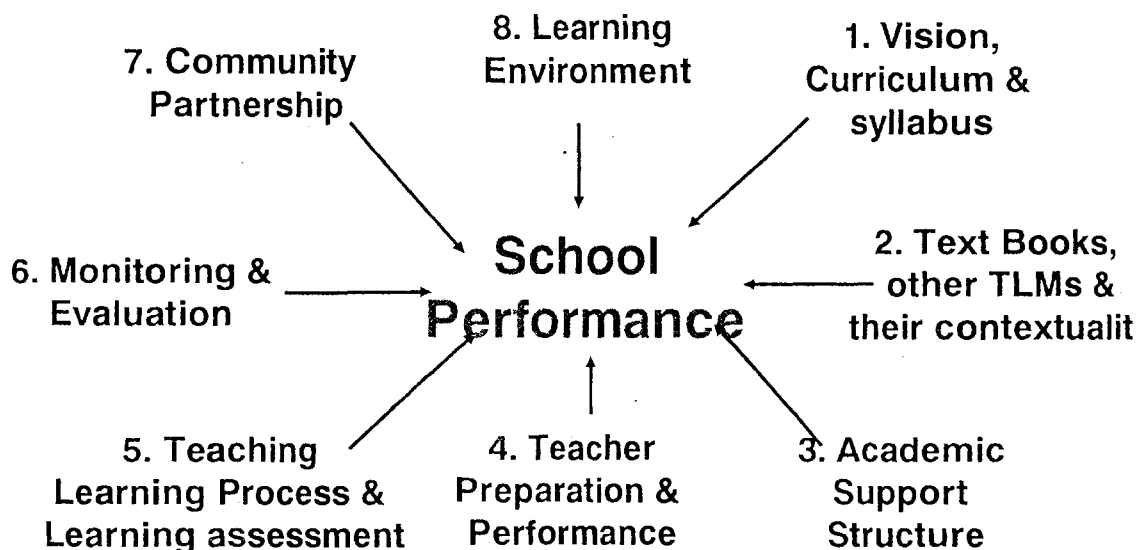 8. Learning
Environment
1. Vision,
Curriculum &
syllabus
2. Text Books,
other TLMs &
their contextualit
3. Academic
Support
Structure
4. Teacher
Preparation &
Performance
5. Teaching
Learning Process &
Learning assessment
6. Monitoring &
Evaluation
7. Community
Partnership
School
Performance